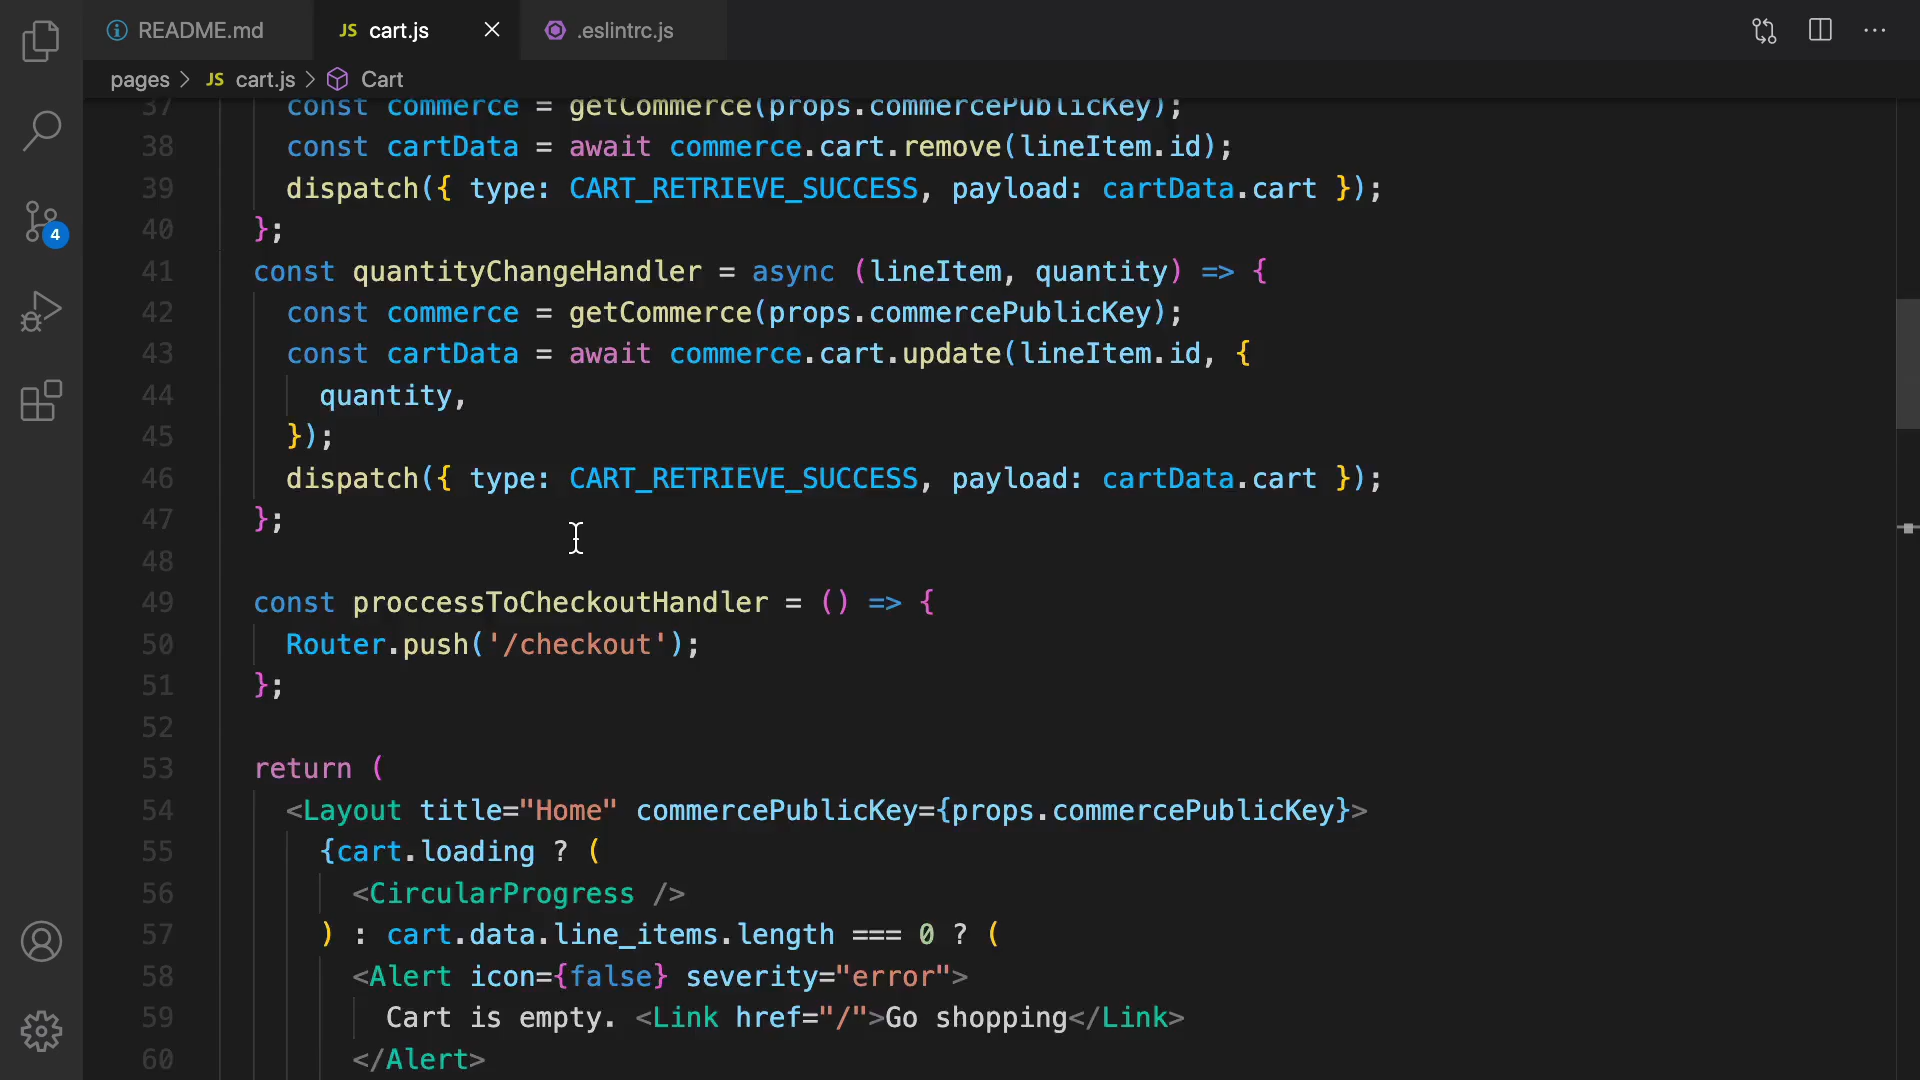 README.md
JS cart.js
.eslintrc.js
pages > JS cart.js > Cart
37 const commerce = getCommerce(props.commercePublicKey);
38 const cartData = await commerce.cart.remove(lineItem.id);
39 dispatch({ type: CART_RETRIEVE_SUCCESS, payload: cartData.cart });
40 };
41 const quantityChangeHandler = async (lineItem, quantity) => {
42 const commerce = getCommerce(props.commercePublicKey);
43 const cartData = await commerce.cart.update(lineItem.id, {
44 quantity,
45 });
46 dispatch({ type: CART_RETRIEVE_SUCCESS, payload: cartData.cart });
47 };
48
49 const proccessToCheckoutHandler = () => {
50 Router.push('/checkout');
51 };
52
53 return (
54 <Layout title="Home" commercePublicKey={props.commercePublicKey}>
55 {cart.loading ? (
56 <CircularProgress />
57 ) : cart.data.line_items.length === 0 ? (
58 <Alert icon={false} severity="error">
59 Cart is empty. <Link href="/">Go shopping</Link>
60 </Alert>
4